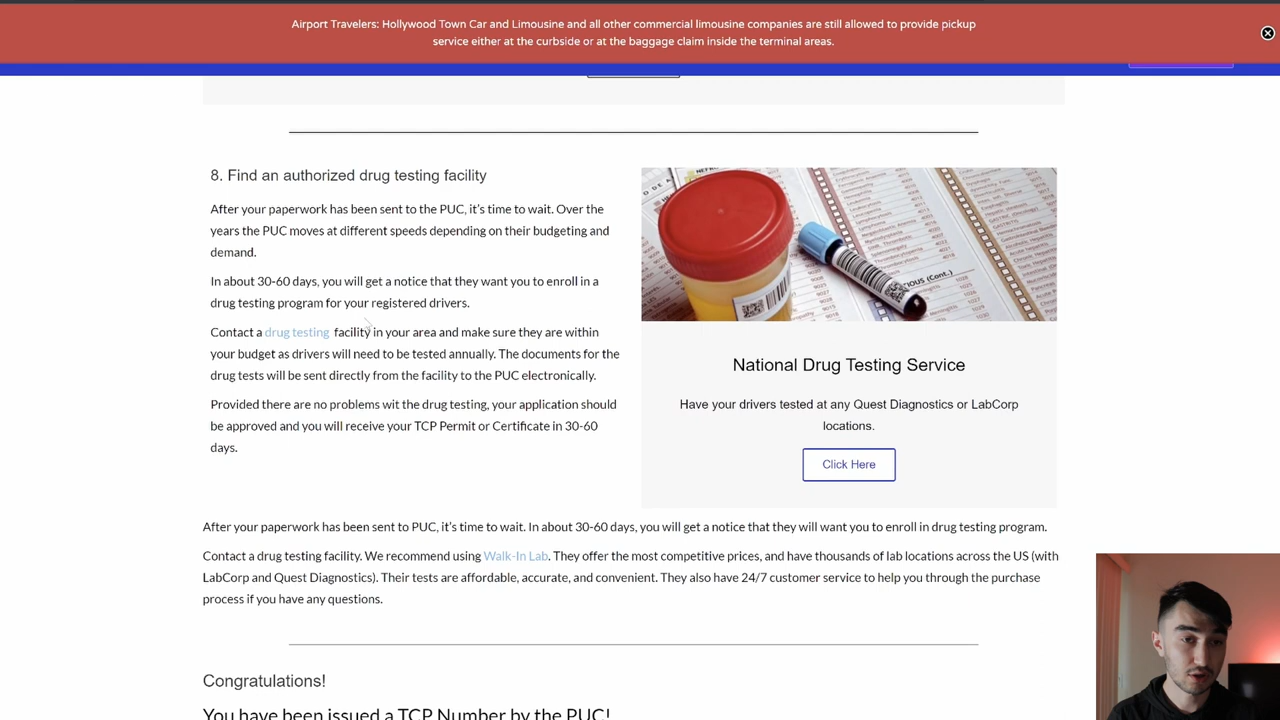 Airport Travelers: Hollywood Town Car and Limousine and all other commercial limousine companies are still allowed to provide pickup
service either at the curbside or at the baggage claim inside the terminal areas.
8. Find an authorized drug testing facility
After your paperwork has been sent to the PUC, it's time to wait. Over the
years the PUC moves at different speeds depending on their budgeting and
demand.
In about 30-60 days, you will get a notice that they want you to enroll in a
drug testing program for your registered drivers.
Contact a drug testing facility in your area and make sure they are within
your budget as drivers will need to be tested annually. The documents for the
drug tests will be sent directly from the facility to the PUC electronically.
Provided there are no problems wit the drug testing, your application should
be approved and you will receive your TCP Permit or Certificate in 30-60
days.
National Drug Testing Service
Have your drivers tested at any Quest Diagnostics or LabCorp
locations.
Click Here
After your paperwork has been sent to PUC, it's time to wait. In about 30-60 days, you will get a notice that they will want you to enroll in drug testing program.
Contact a drug testing facility. We recommend using Walk-In Lab. They offer the most competitive prices, and have thousands of lab locations across the US (with
LabCorp and Quest Diagnostics). Their tests are affordable, accurate, and convenient. They also have 24/7 customer service to help you through the purchase
process if you have any questions.
Congratulations!
You have been issued a TCP Number by the PUC!